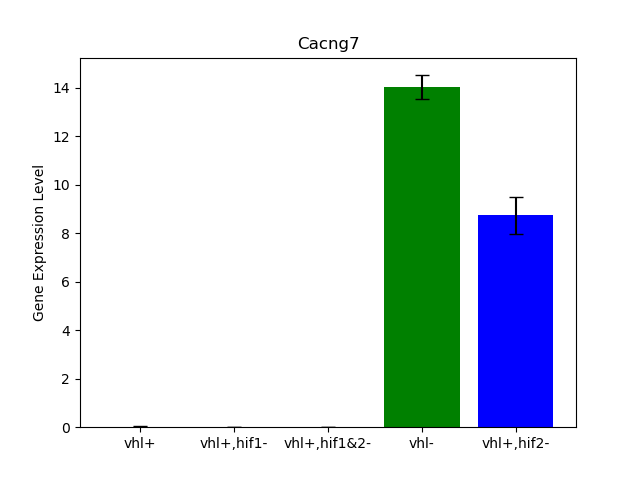 Cacng7
Gene Expression Level
14
12
10
8
6
4
2
0
vhl+ vhl+,hif1- vhl+,hif1&2- vhl- vhl+,hif2-